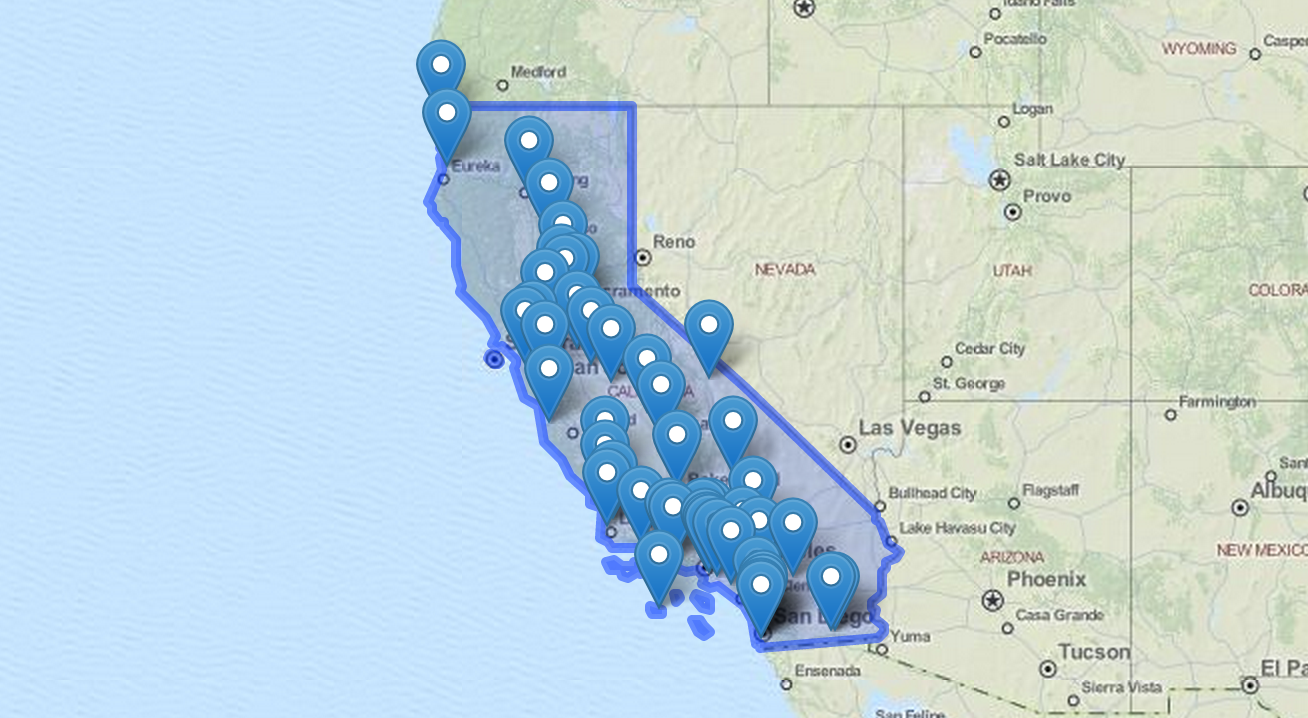 Idaho Falls
Pocatello
WYOMING
Casper
Medford
Logan
Salt Lake City
Provo
Eureka
Reno
NEVADA
UTAH
COLORA
Sacramento
Cedar City
St. George
Farmington
Las Vegas
Bullhead City
Flagstaff
Albuq
Lake Havasu City
ARIZONA
NEW MEXICO
Phoenix
Casa Grande
San Diego
Yuma
Tucson
El Pa
Ensenada
Sierra Vista
San Felipe